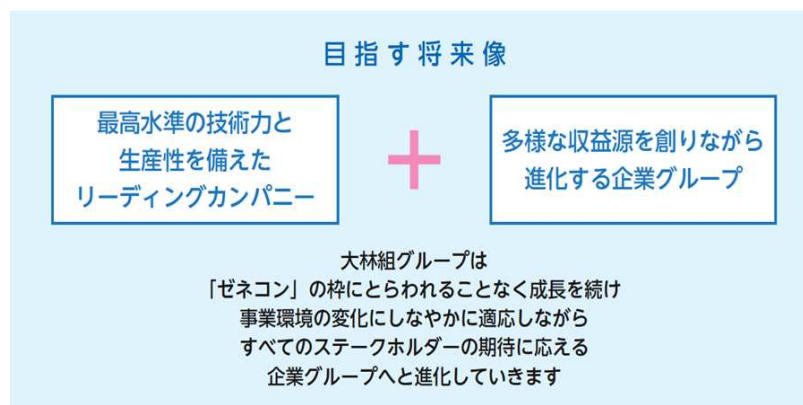 目指す将来像
最高水準の技術力と
生産性を備えた
リーディングカンパニー
+
多様な収益源を創りながら
進化する企業グループ
大林組グループは
「ゼネコン」の枠にとらわれることなく成長を続け
事業環境の変化にしなやかに適応しながら
すべてのステークホルダーの期待に応える
企業グループへと進化していきます